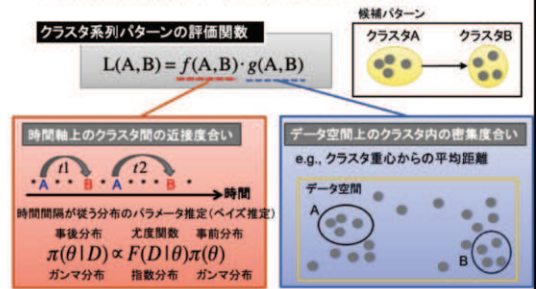 候補パターン
クラスタA
クラスタB
クラスタ系列パターンの評価関数
L(A,B) = f(A,B)・g(A,B)
時間軸上のクラスタ間の近接度合い
t1
t2
A
B
A
B
時間
時間間隔が従う分布のパラメータ推定(ベイズ推定)
事後分布 尤度関数 事前分布
π(θ|D) ∝ F(D|θ)π(θ)
ガンマ分布 指数分布 ガンマ分布
データ空間上のクラスタ内の密集度合い
e.g., クラスタ重心からの平均距離
データ空間
A
B